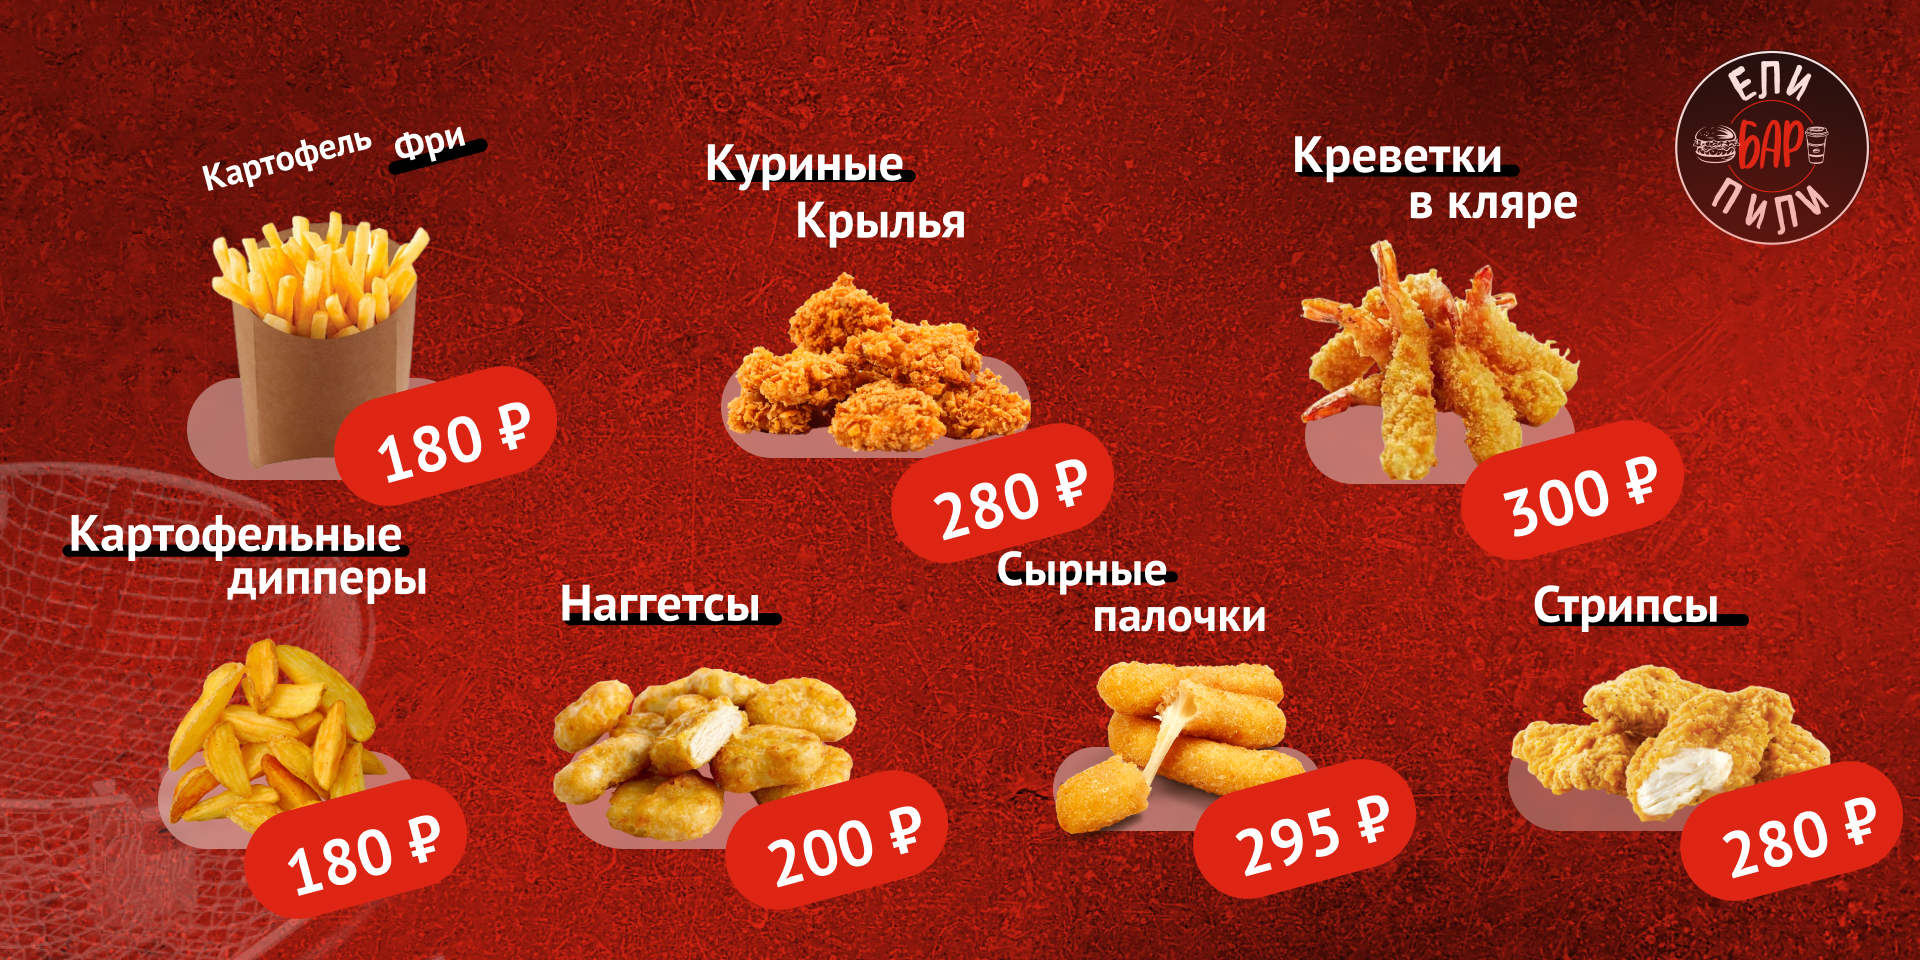 Картофель Фри
180 ₽
Куриные
Крылья
280 ₽
Креветки
в кляре
300 ₽
ЕЛИ
БАР
ПИЛИ
Картофельные
дипперы
180 ₽
Наггетсы
200 ₽
Сырные
палочки
295 ₽
Стрипсы
280 ₽